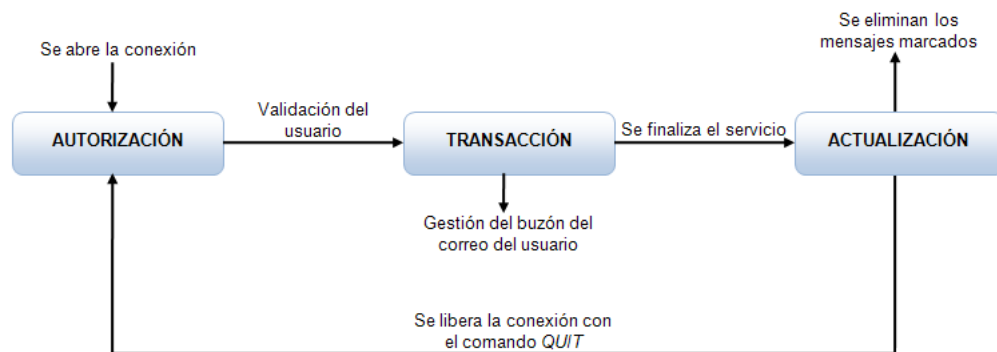 Se eliminan los
mensajes marcados
Se abre la conexión
Validación del
usuario
AUTORIZACIÓN
TRANSACCIÓN
Se finaliza el servicio
ACTUALIZACIÓN
Gestión del buzón del
correo del usuario
Se libera la conexión con
el comando QUIT